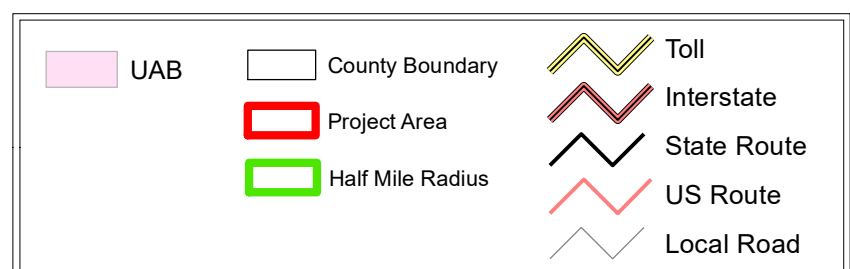 UAB
County Boundary
Project Area
Half Mile Radius
Toll
Interstate
State Route
US Route
Local Road